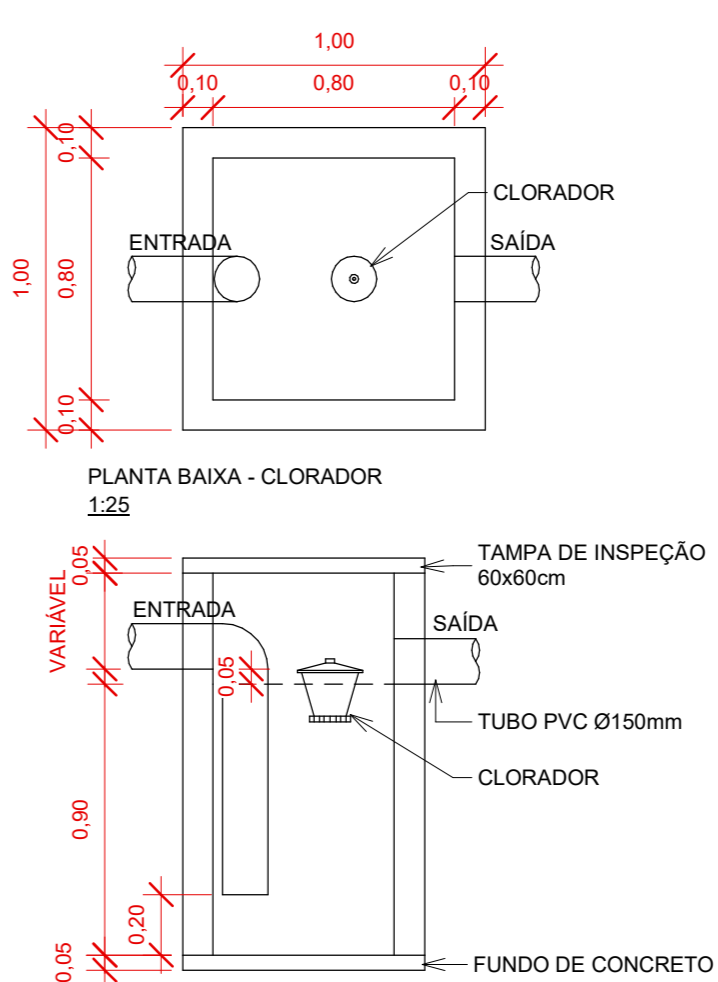 1,00
0,10
0,80
0,10
0,10
CLORADOR
ENTRADA
SAÍDA
1,00
0,80
0,10
PLANTA BAIXA - CLORADOR
1:25
0,05
TAMPA DE INSPEÇÃO
60x60cm
VARIÁVEL
ENTRADA
SAÍDA
0,05
TUBO PVC Ø150mm
CLORADOR
0,90
0,20
0,05
FUNDO DE CONCRETO